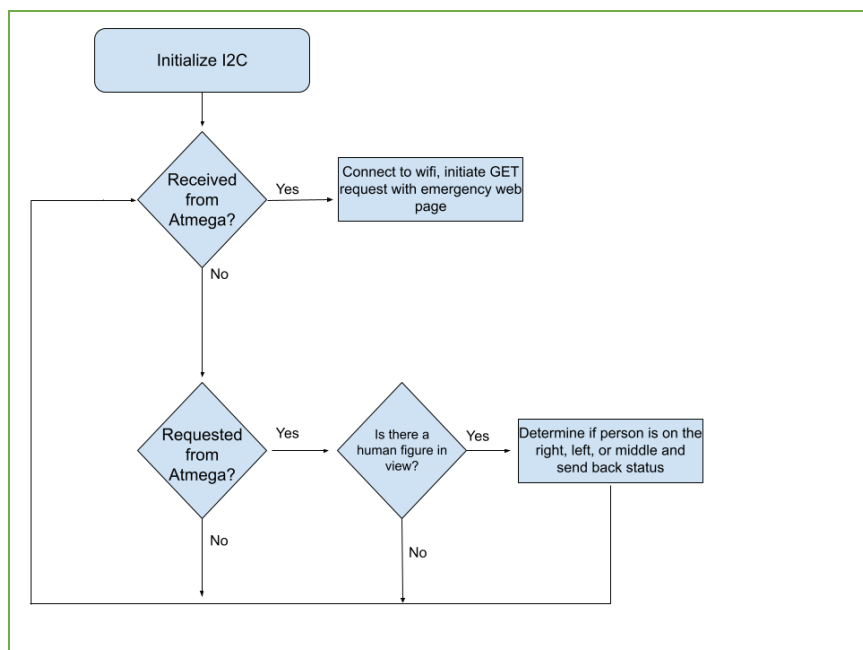 Initialize I2C
Received
from
Atmega?
Yes
Connect to wifi, initiate GET
request with emergency web
page
No
Requested
from
Atmega?
Yes
Is there a
human figure in
view?
Yes
Determine if person is on the
right, left, or middle and
send back status
No
No